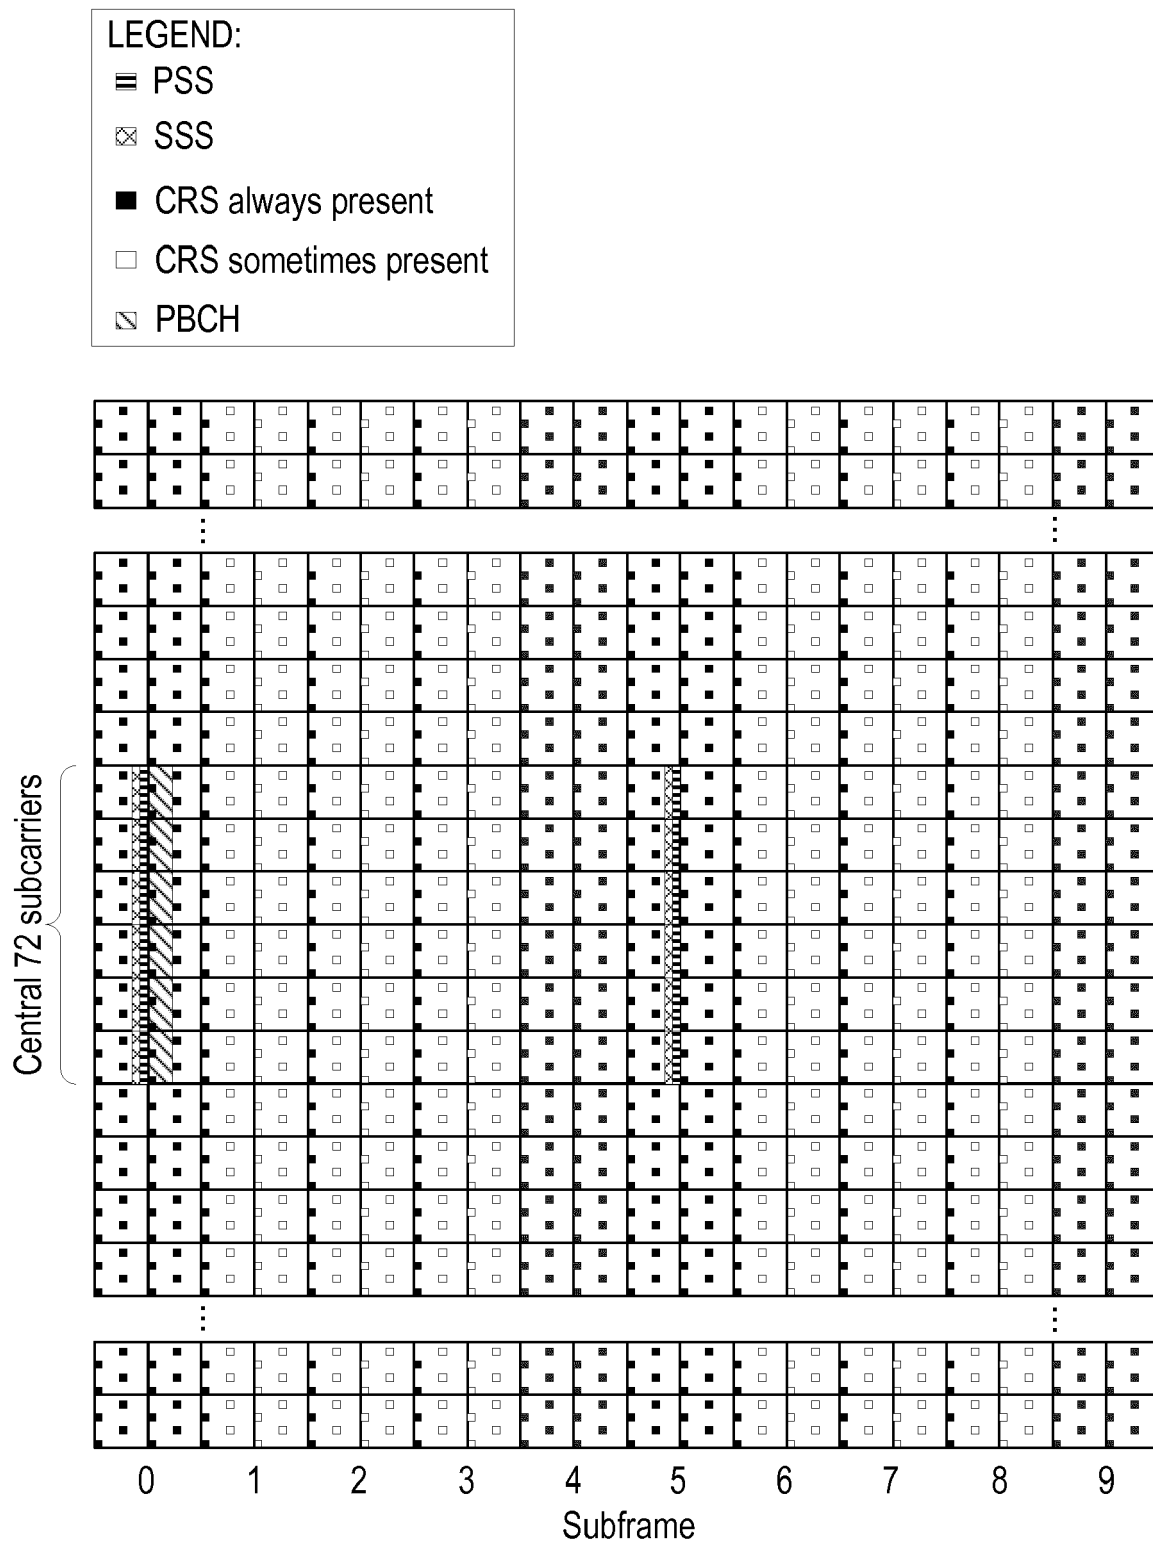 LEGEND:
PSS
SSS
CRS always present
CRS sometimes present
PBCH
Central 72 subcarriers
0 1 2 3 4 5 6 7 8 9
Subframe